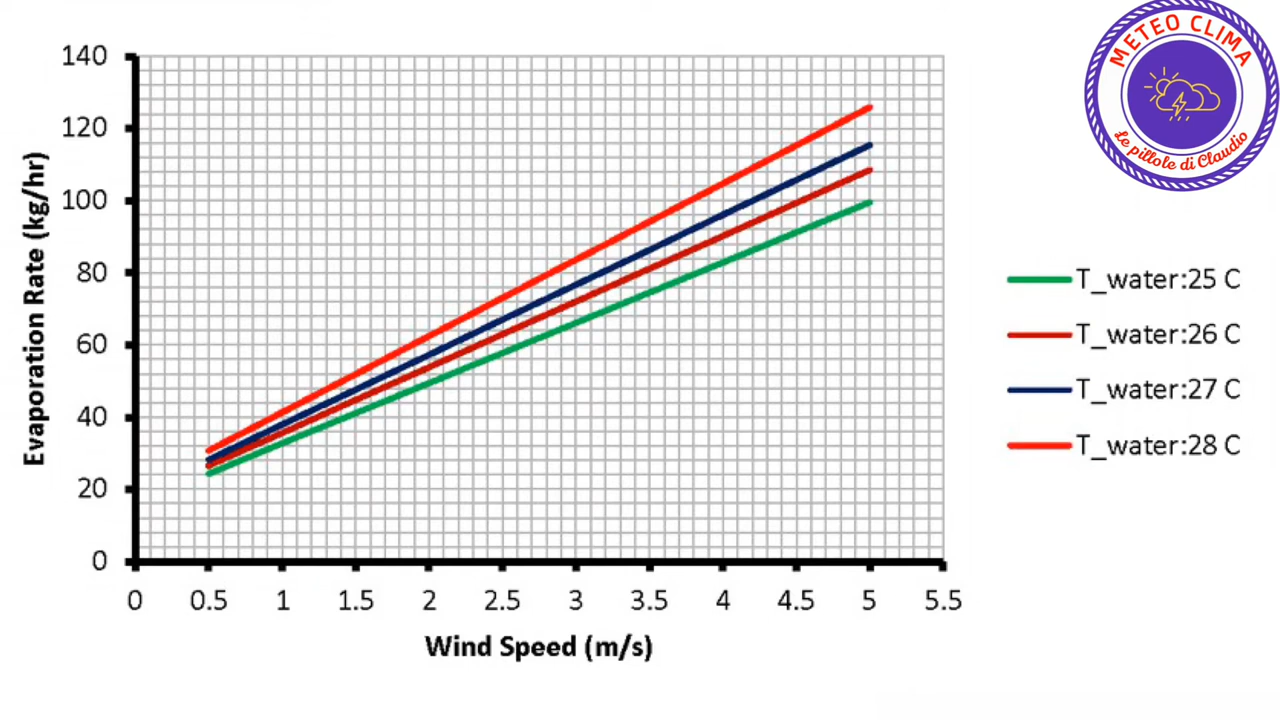 METEO CLIMA
Le pillole di Claudio
140
120
100
80
60
40
20
0
Evaporation Rate (kg/hr)
0 0.5 1 1.5 2 2.5 3 3.5 4 4.5 5 5.5
Wind Speed (m/s)
T_water:25 C
T_water:26 C
T_water:27 C
T_water:28 C